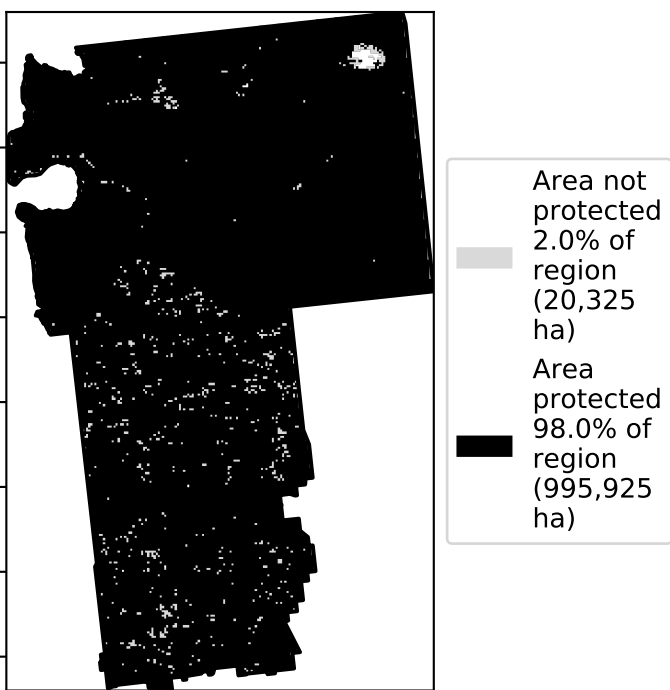 Area not
protected
2.0% of
region
(20,325
ha)
Area
protected
98.0% of
region
(995,925
ha)